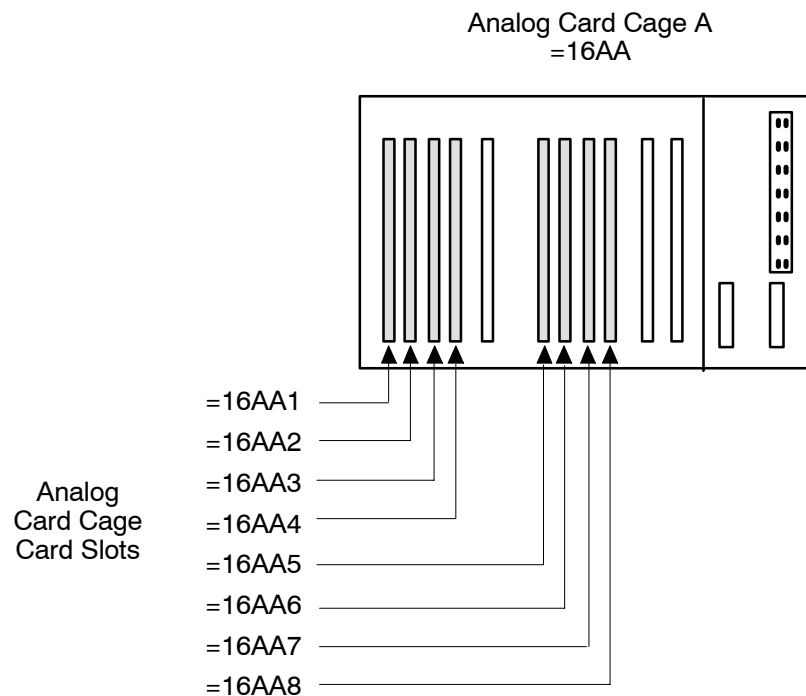 Analog Card Cage A
=16AA
=16AA1
=16AA2
=16AA3
=16AA4
=16AA5
=16AA6
=16AA7
=16AA8
Analog
Card Cage
Card Slots